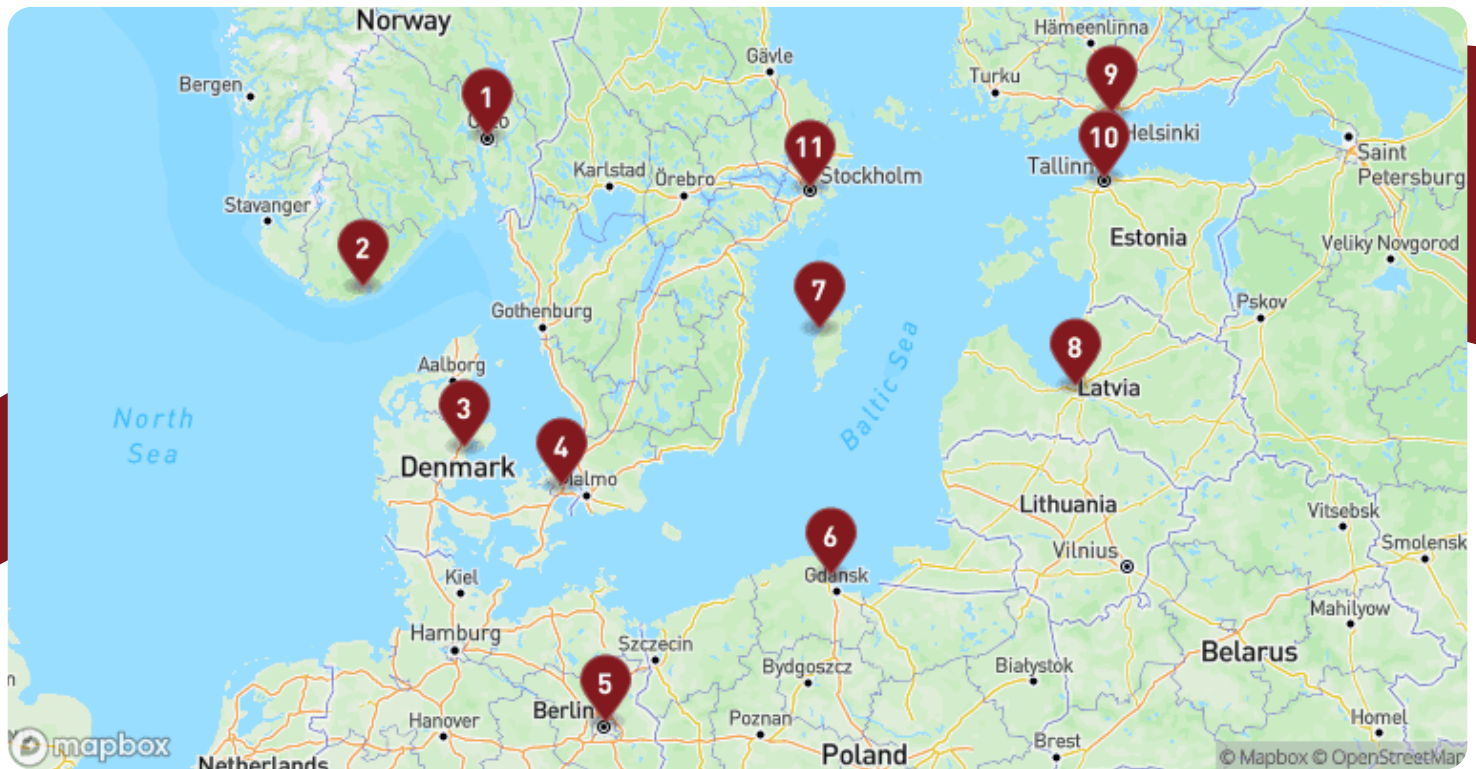 Norway
Hämeenlinna
Gävle
Bergen
Turku
9
1
Helsinki
10
11
Saint
Petersburg
Karlstad
Örebro
Stockholm
Tallinn
Stavanger
2
Estonia
Veliky Novgorod
7
Pskov
Gothenburg
Aalborg
8
Baltic Sea
Latvia
3
North
Sea
4
Denmark
Malmo
Lithuania
Vitsebsk
6
Vilnius
Smolensk
Kiel
Gdańsk
Mahilyow
Hamburg
Szczecin
Belarus
Bydgoszcz
Białystok
5
Berlin
Hanover
Poznan
Homel
mapbox
Brest
Poland
Netherlands
© Mapbox © OpenStreetMap